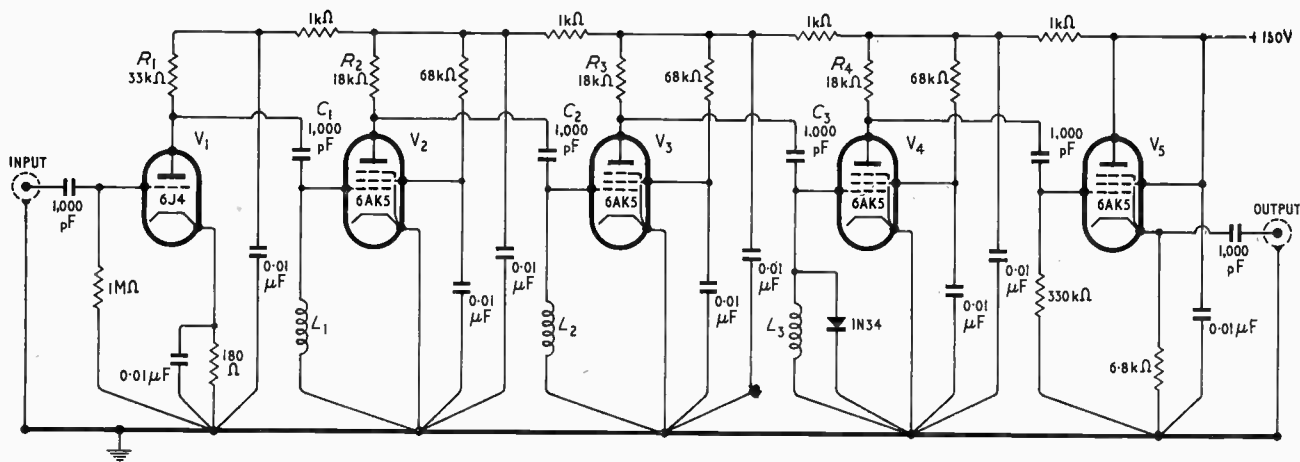 1kΩ
1kΩ
1kΩ
1kΩ
+150V
R1
33kΩ
R2
18kΩ
68kΩ
R3
18kΩ
68kΩ
R4
18kΩ
68kΩ
C1
1,000
pF
C2
1,000
pF
C3
1,000
pF
1,000
pF
V1
V2
V3
V4
V5
INPUT
6J4
6AK5
6AK5
6AK5
6AK5
OUTPUT
1,000
pF
1,000
pF
1MΩ
0.01
μF
0.01
μF
0.01
μF
0.01
μF
0.01
μF
0.01
μF
0.01
μF
330kΩ
0.01μF
L1
L2
L3
1N34
0.01μF
180
Ω
6.8kΩ